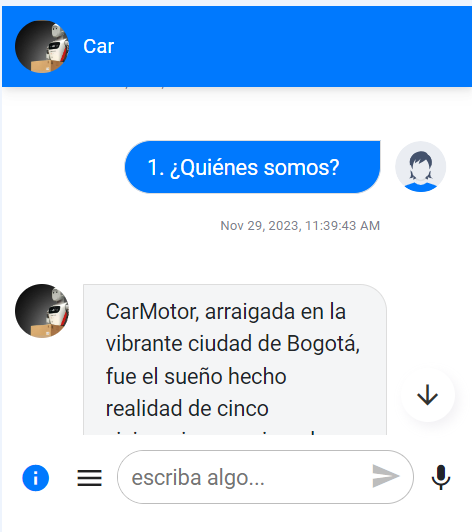 Car
1. ¿Quiénes somos?
Nov 29, 2023, 11:39:43 AM
CarMotor, arraigada en la
vibrante ciudad de Bogotá,
fue el sueño hecho
realidad de cinco
escriba algo...